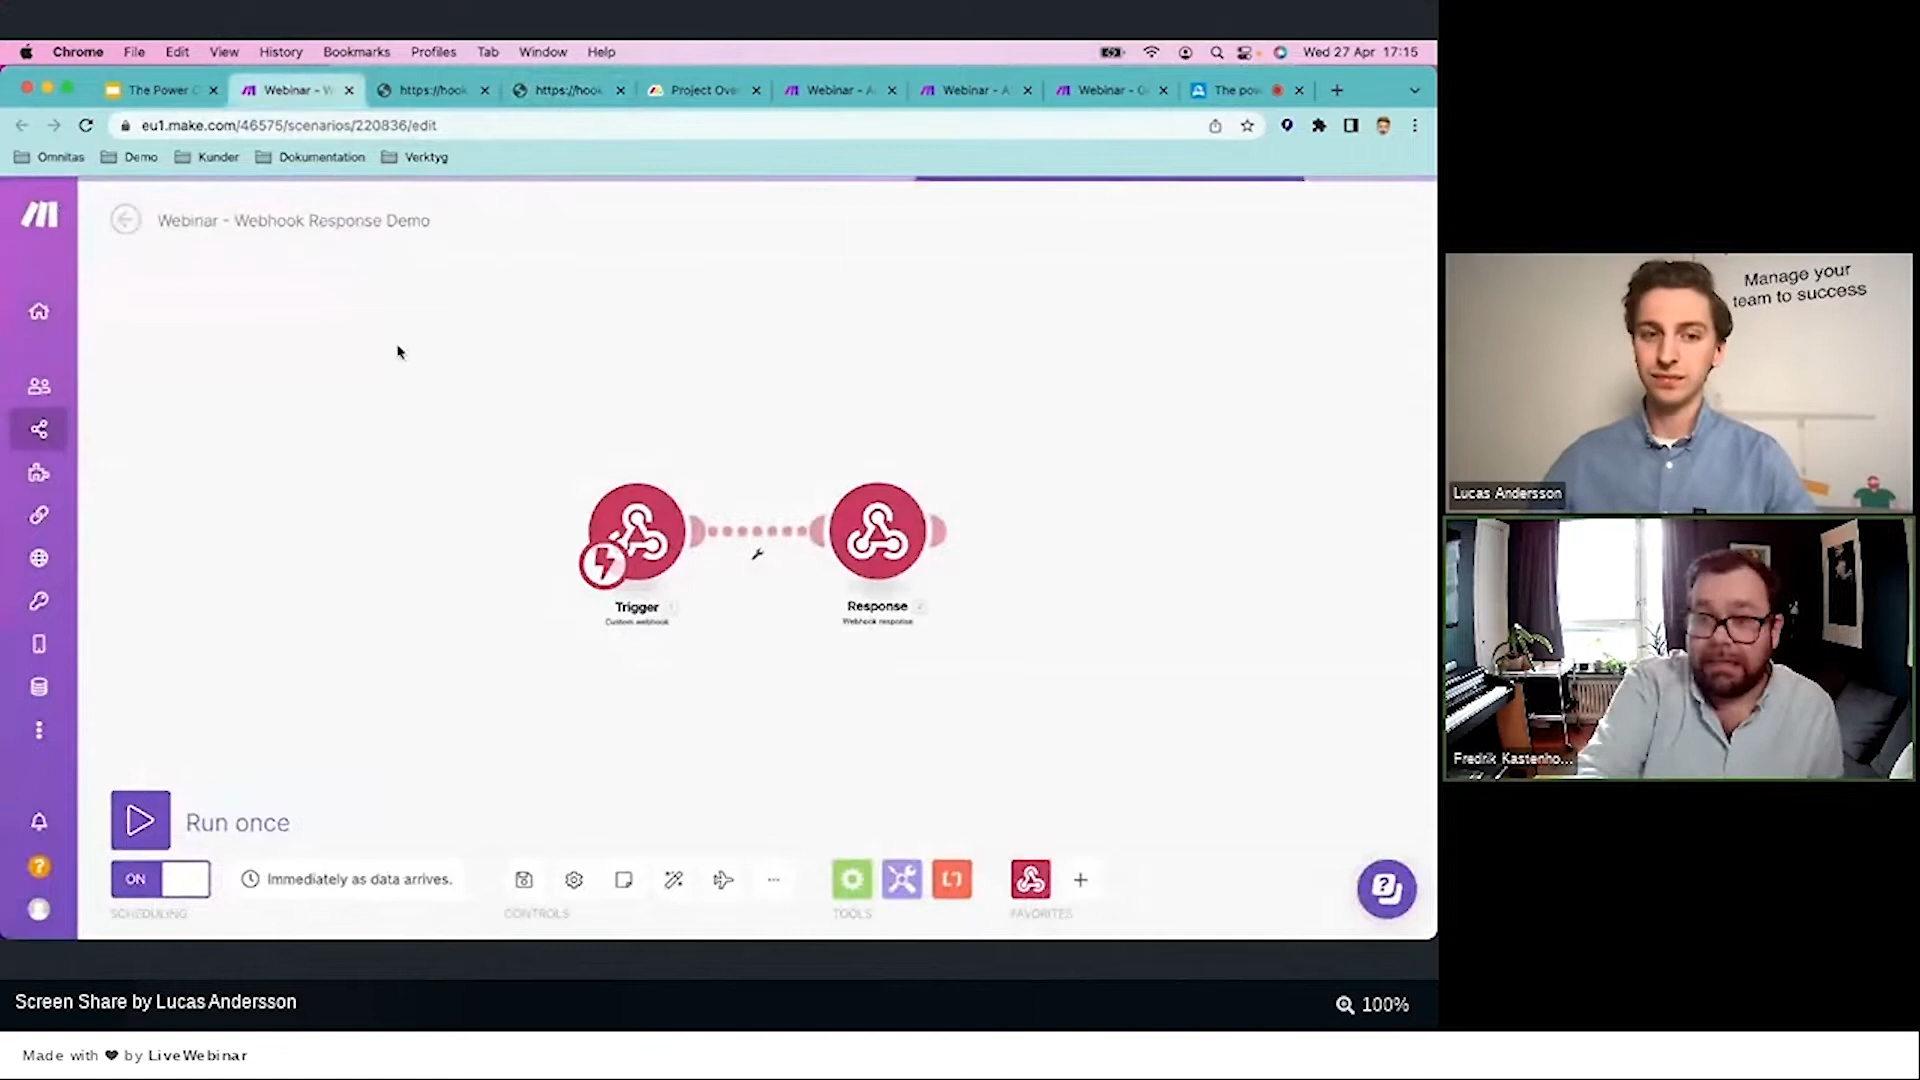 Chrome File Edit View History Bookmarks Profiles Tab Window Help Wed 27 Apr 17:15
The Power Webinar - W https://hook https://hook Project Ove Webinar - A Webinar - A Webinar - The pow
eu1.make.com/46575/scenarios/220836/edit
Omnitas Demo Kunder Dokumentation Verktyg
Webinar - Webhook Response Demo
Manage your
team to success
Lucas Andersson
Trigger
Custom webhook
Response
Webhook response
Fredrik Kastenho...
Run once
ON
Immediately as data arrives.
SCHEDULING CONTROLS TOOLS FAVORITES
Screen Share by Lucas Andersson
100%
Made with ❤ by LiveWebinar